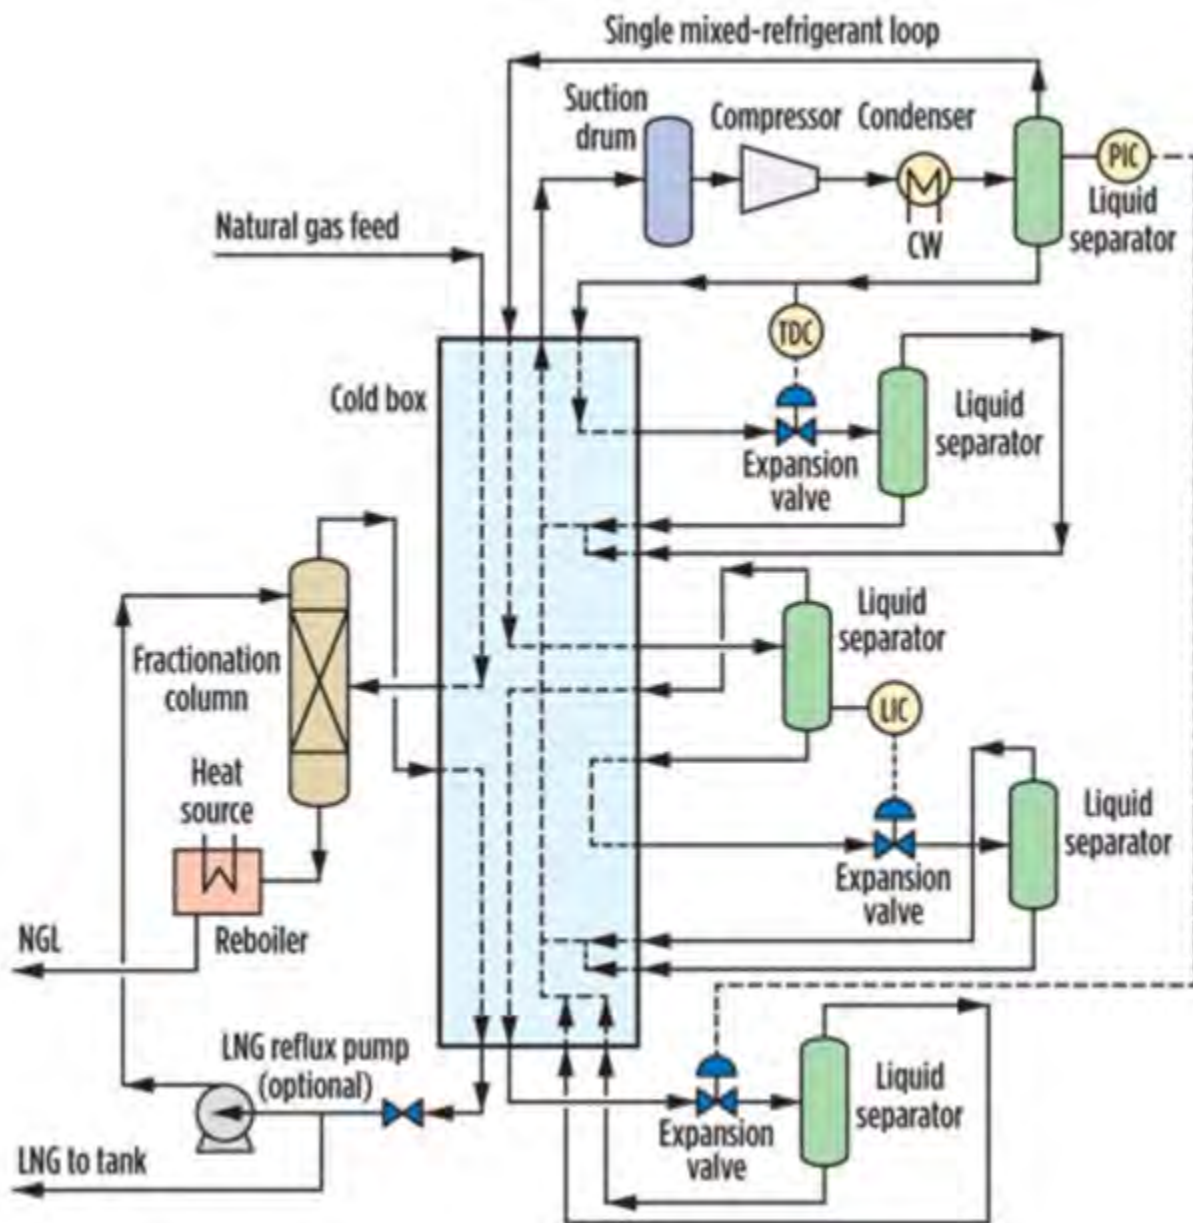 Single mixed-refrigerant loop
Suction
drum
Compressor
Condenser
PIC
Liquid
separator
CW
Natural gas feed
TDC
Cold box
Liquid
separator
Expansion
valve
Liquid
separator
Fractionation
column
LIC
Heat
source
Liquid
separator
Expansion
valve
NGL
Reboiler
LNG reflux pump
(optional)
Liquid
separator
Expansion
valve
LNG to tank